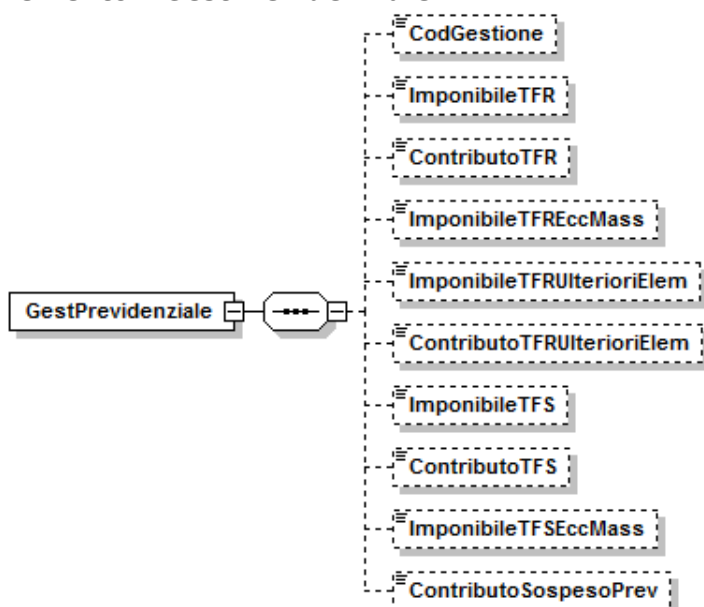 CodGestione
ImponibileTFR
ContributoTFR
ImponibileTFREccMass
ImponibileTFRUlterioriElem
GestPrevidenziale
ContributoTFRUlterioriElem
ImponibileTFS
ContributoTFS
ImponibileTFSEccMass
ContributoSospesoPrev